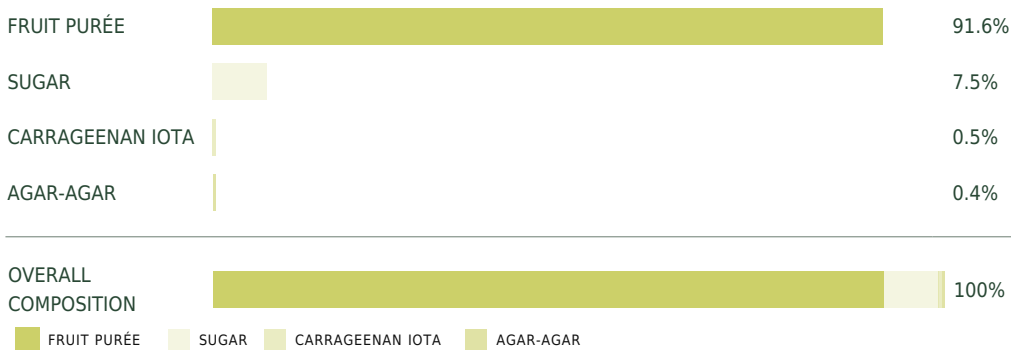 FRUIT PURÉE 91.6%
SUGAR 7.5%
CARRAGEENAN IOTA 0.5%
AGAR-AGAR 0.4%
OVERALL
COMPOSITION 100%
FRUIT PURÉE SUGAR CARRAGEENAN IOTA AGAR-AGAR